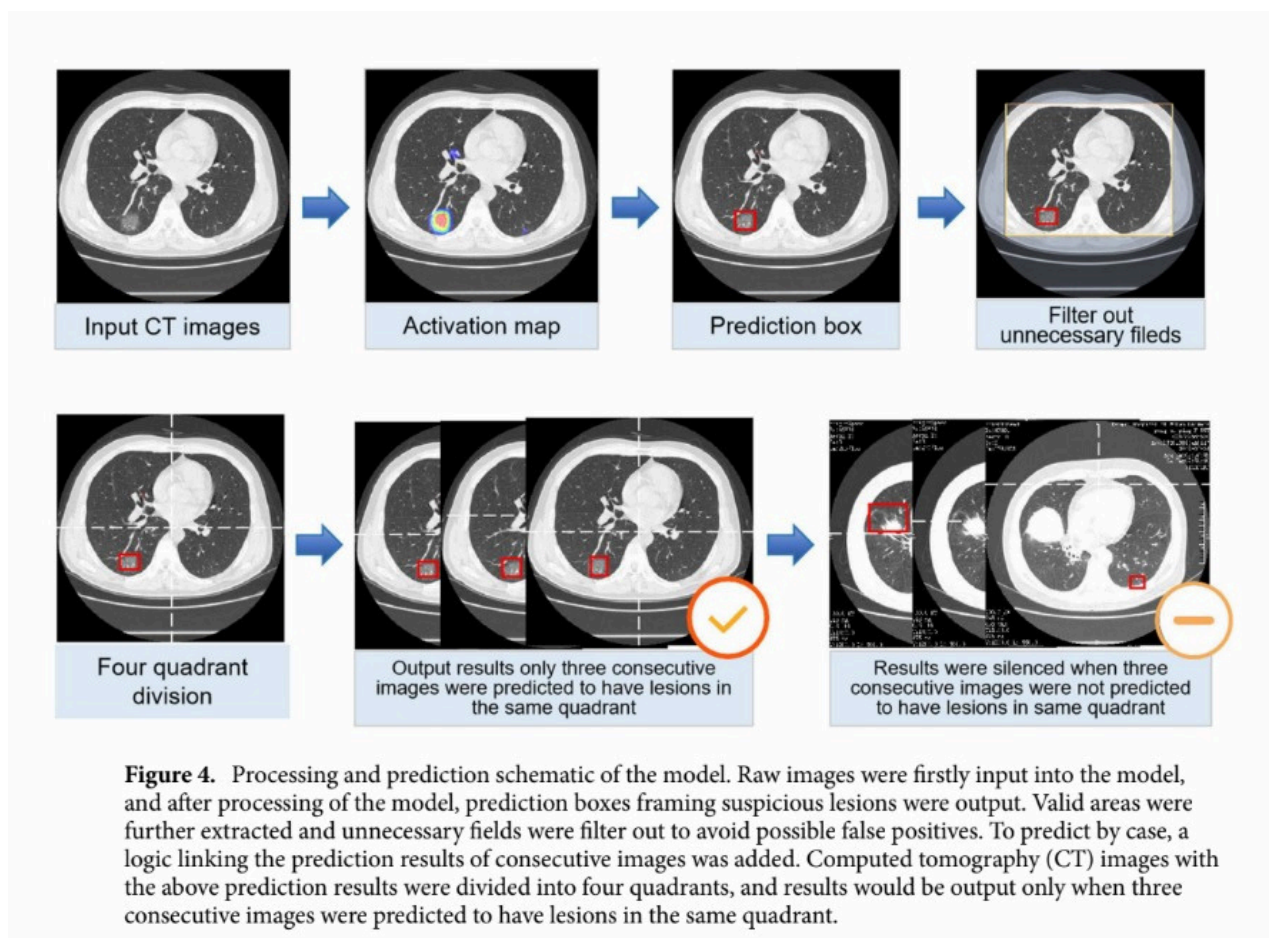 Input CT images
Activation map
Prediction box
Filter out
unnecessary fileds
Four quadrant
division
Output results only three consecutive
images were predicted to have lesions in
the same quadrant
Results were silenced when three
consecutive images were not predicted
to have lesions in same quadrant
Figure 4. Processing and prediction schematic of the model. Raw images were firstly input into the model,
and after processing of the model, prediction boxes framing suspicious lesions were output. Valid areas were
further extracted and unnecessary fields were filter out to avoid possible false positives. To predict by case, a
logic linking the prediction results of consecutive images was added. Computed tomography (CT) images with
the above prediction results were divided into four quadrants, and results would be output only when three
consecutive images were predicted to have lesions in the same quadrant.